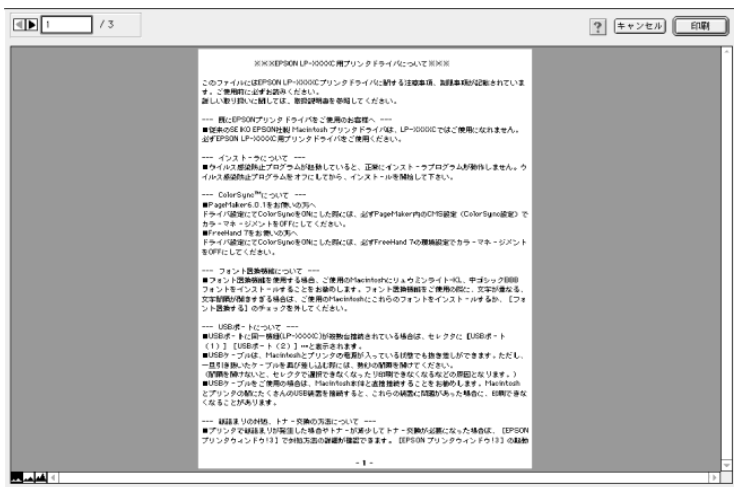 1 / 3
? キャンセル 印刷
※※※EPSON LP-XXXXC用プリンタドライバについて※※※
このファイルにはEPSON LP-XXXXCプリンタドライバに関する注意事項、制限事項が記載されていま
す。ご使用前に必ずお読みください。
詳しい取り扱いに関しては、取扱説明書を参照してください。
--- 既にEPSONプリンタドライバをご使用のお客様へ ---
■従来のSEIKO EPSON社製 Macintosh プリンタドライバは、LP-XXXXCではご使用になれません。
必ずEPSON LP-XXXXC用プリンタドライバをご使用ください。
--- インストーラについて ---
■ウイルス感染防止プログラムが起動していると、正常にインストーラプログラムが動作しません。ウ
イルス感染防止プログラムをオフにしてから、インストールを開始して下さい。
--- ColorSync™について ---
■PageMaker6.0.1をお使いの方へ
ドライバ設定にてColorSyncをONにした際には、必ずPageMaker内のCMS設定（ColorSync設定）で
カラーマネージメントをOFFにしてください。
■FreeHand 7をお使いの方へ
ドライバ設定にてColorSyncをONにした際には、必ずFreeHand 7の環境設定でカラーマネージメント
をOFFにしてください。
--- フォント置換機能について ---
■フォント置換機能を使用する場合、ご使用のMacintoshにリュウミンライト-KL、中ゴシックBBB
フォントをインストールすることをお勧めします。フォント置換機能をご使用の際に、文字が重なる、
文字間隔が開きすぎる場合は、ご使用のMacintoshにこれらのフォントをインストールするか、［フォ
ント置換する］のチェックを外してください。
--- USBポートについて ---
■USBポートに同一機種(LP-XXXXC)が複数台接続されている場合は、セレクタに［USBポート
（１）］［USBポート（２）］…と表示されます。
■USBケーブルは、Macintoshとプリンタの電源が入っている状態でも抜き差しができます。ただし、
一旦引き抜いたケーブルを再び差し込む際には、数秒の間隔を開けてください。
（間隔を開けないと、セレクタで選択できなくなったり印刷できなくなるなどの原因となります。）
■USBケーブルをご使用の場合は、Macintosh本体と直接接続することをお勧めします。Macintosh
とプリンタの間にたくさんのUSB装置を接続すると、これらの装置に問題があった場合に、印刷できな
くなることがあります。
--- 紙詰まりの対処、トナー交換の方法について ---
■プリンタで紙詰まりが発生した場合やトナーが減少してトナー交換が必要になった場合は、［EPSON
プリンタウィンドウ!3］で対処方法の詳細が確認できます。［EPSON プリンタウィンドウ!3］の起動
- 1 -